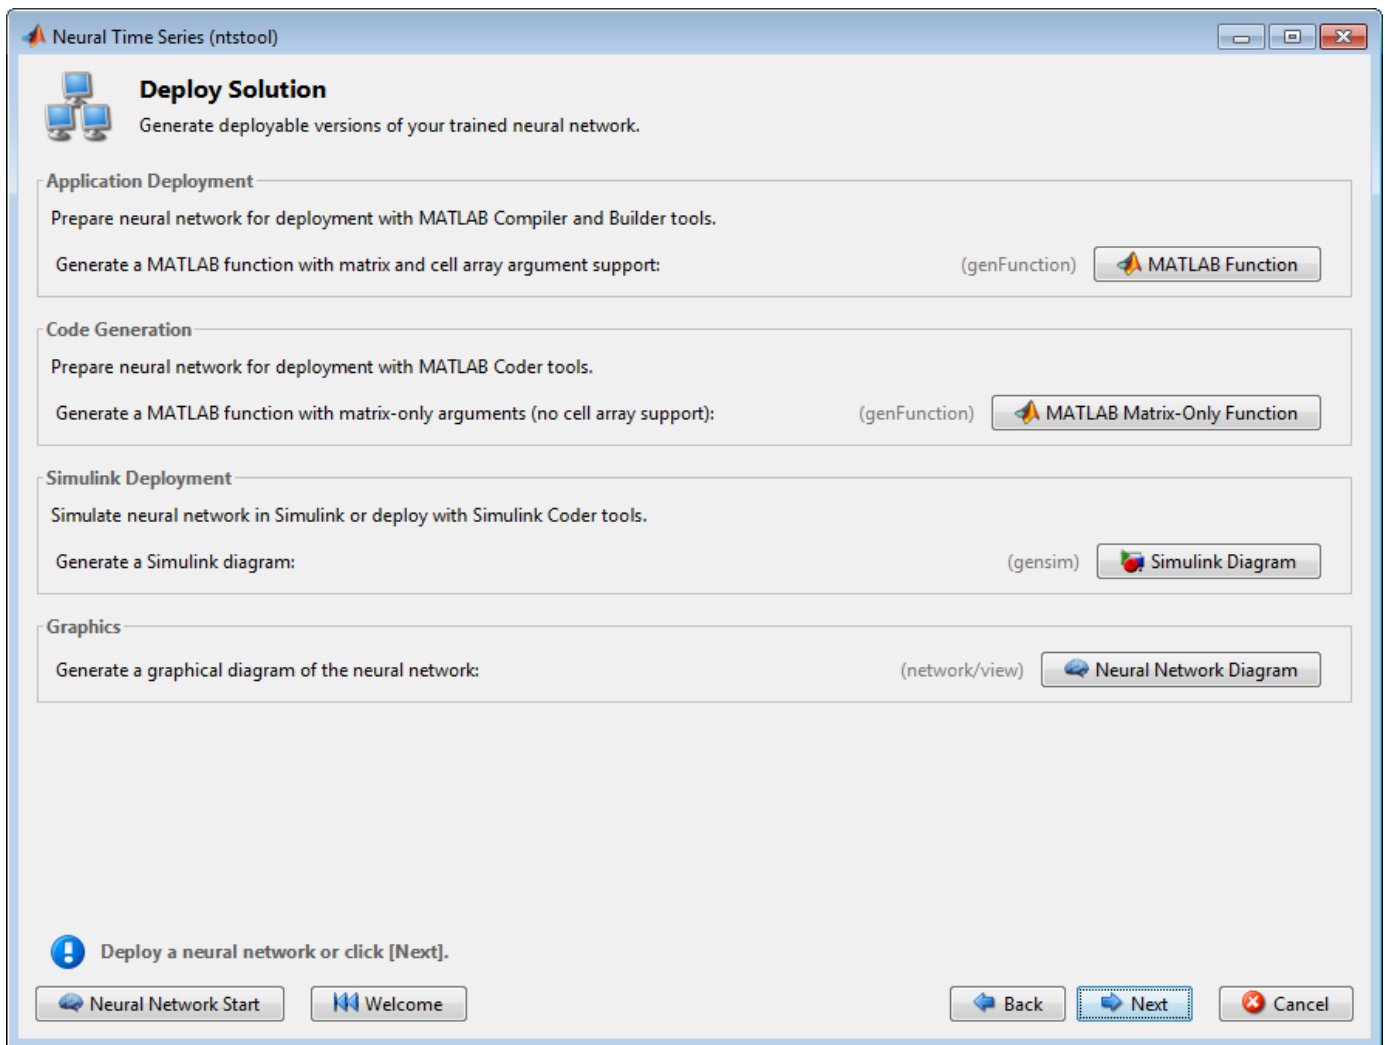 Neural Time Series (ntstool)
Deploy Solution
Generate deployable versions of your trained neural network.
Application Deployment
Prepare neural network for deployment with MATLAB Compiler and Builder tools.
Generate a MATLAB function with matrix and cell array argument support: (genFunction) MATLAB Function
Code Generation
Prepare neural network for deployment with MATLAB Coder tools.
Generate a MATLAB function with matrix-only arguments (no cell array support): (genFunction) MATLAB Matrix-Only Function
Simulink Deployment
Simulate neural network in Simulink or deploy with Simulink Coder tools.
Generate a Simulink diagram: (gensim) Simulink Diagram
Graphics
Generate a graphical diagram of the neural network: (network/view) Neural Network Diagram
Deploy a neural network or click [Next].
Neural Network Start Welcome Back Next Cancel